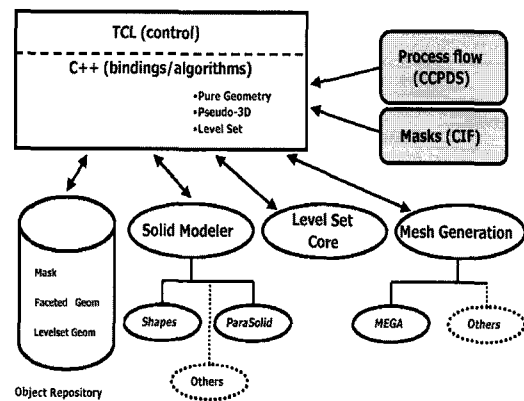 TCL (control)
C++ (bindings/algorithms)
•Pure Geometry
•Pseudo-3D
•Level Set
Process flow
(CCPDS)
Masks (CIF)
Solid Modeler
Level Set
Core
Mesh Generation
Mask
Faceted Geom
Levelset Geom
Shapes
ParaSolid
MEGA
Others
Others
Object Repository